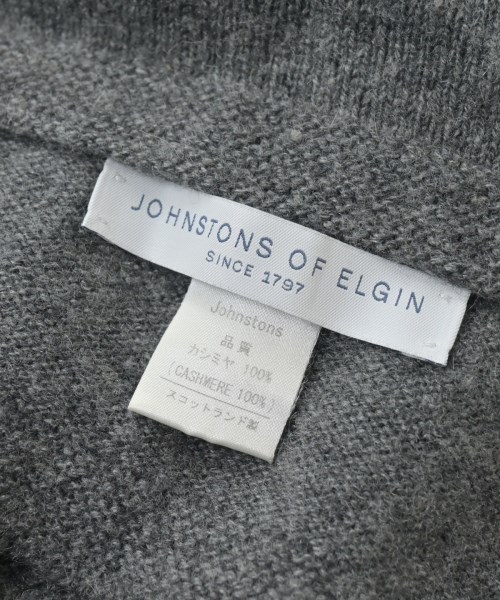 JOHNSTONS OF ELGIN
SINCE 1797
Johnstons
品質
カシミヤ 100%
(CASHMERE 100%)
スコットランド製